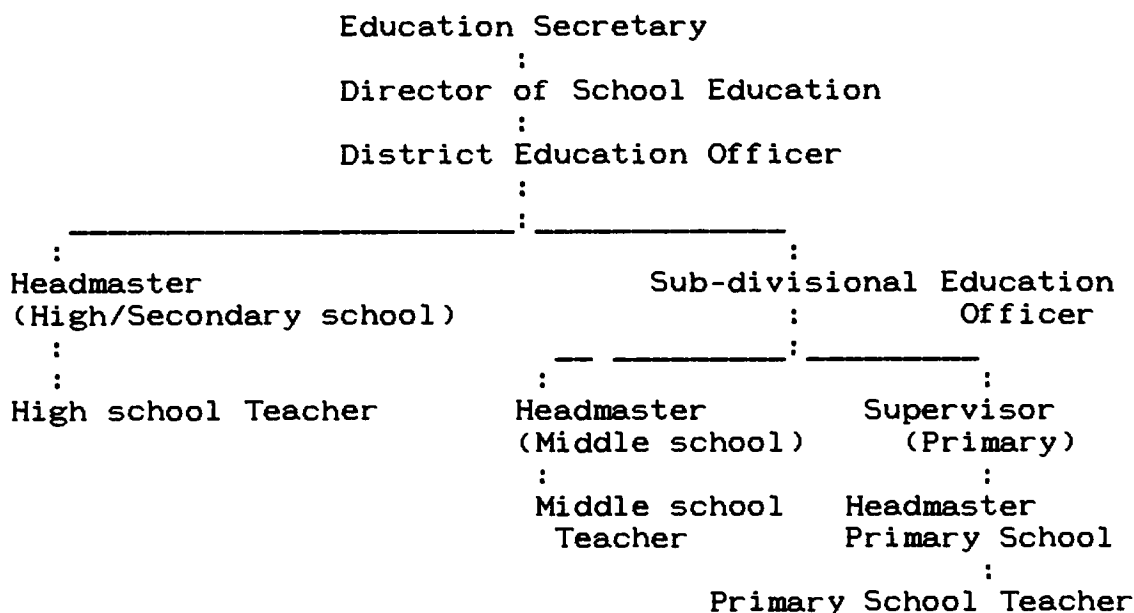 Education Secretary
:
Director of School Education
:
District Education Officer
:
:
:
Headmaster Sub-divisional Education
(High/Secondary school) : Officer
: :
: : :
High school Teacher Headmaster Supervisor
(Middle school) (Primary)
: :
Middle school Headmaster
Teacher Primary School
:
Primary School Teacher